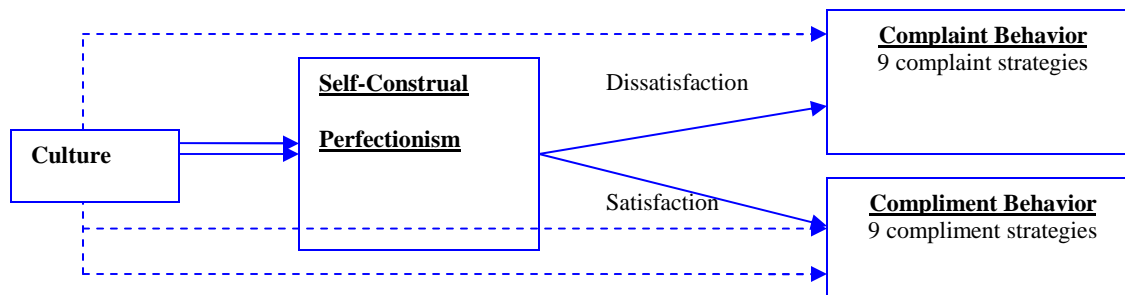 Complaint Behavior
9 complaint strategies
Self-Construal
Dissatisfaction
Perfectionism
Culture
Satisfaction
Compliment Behavior
9 compliment strategies